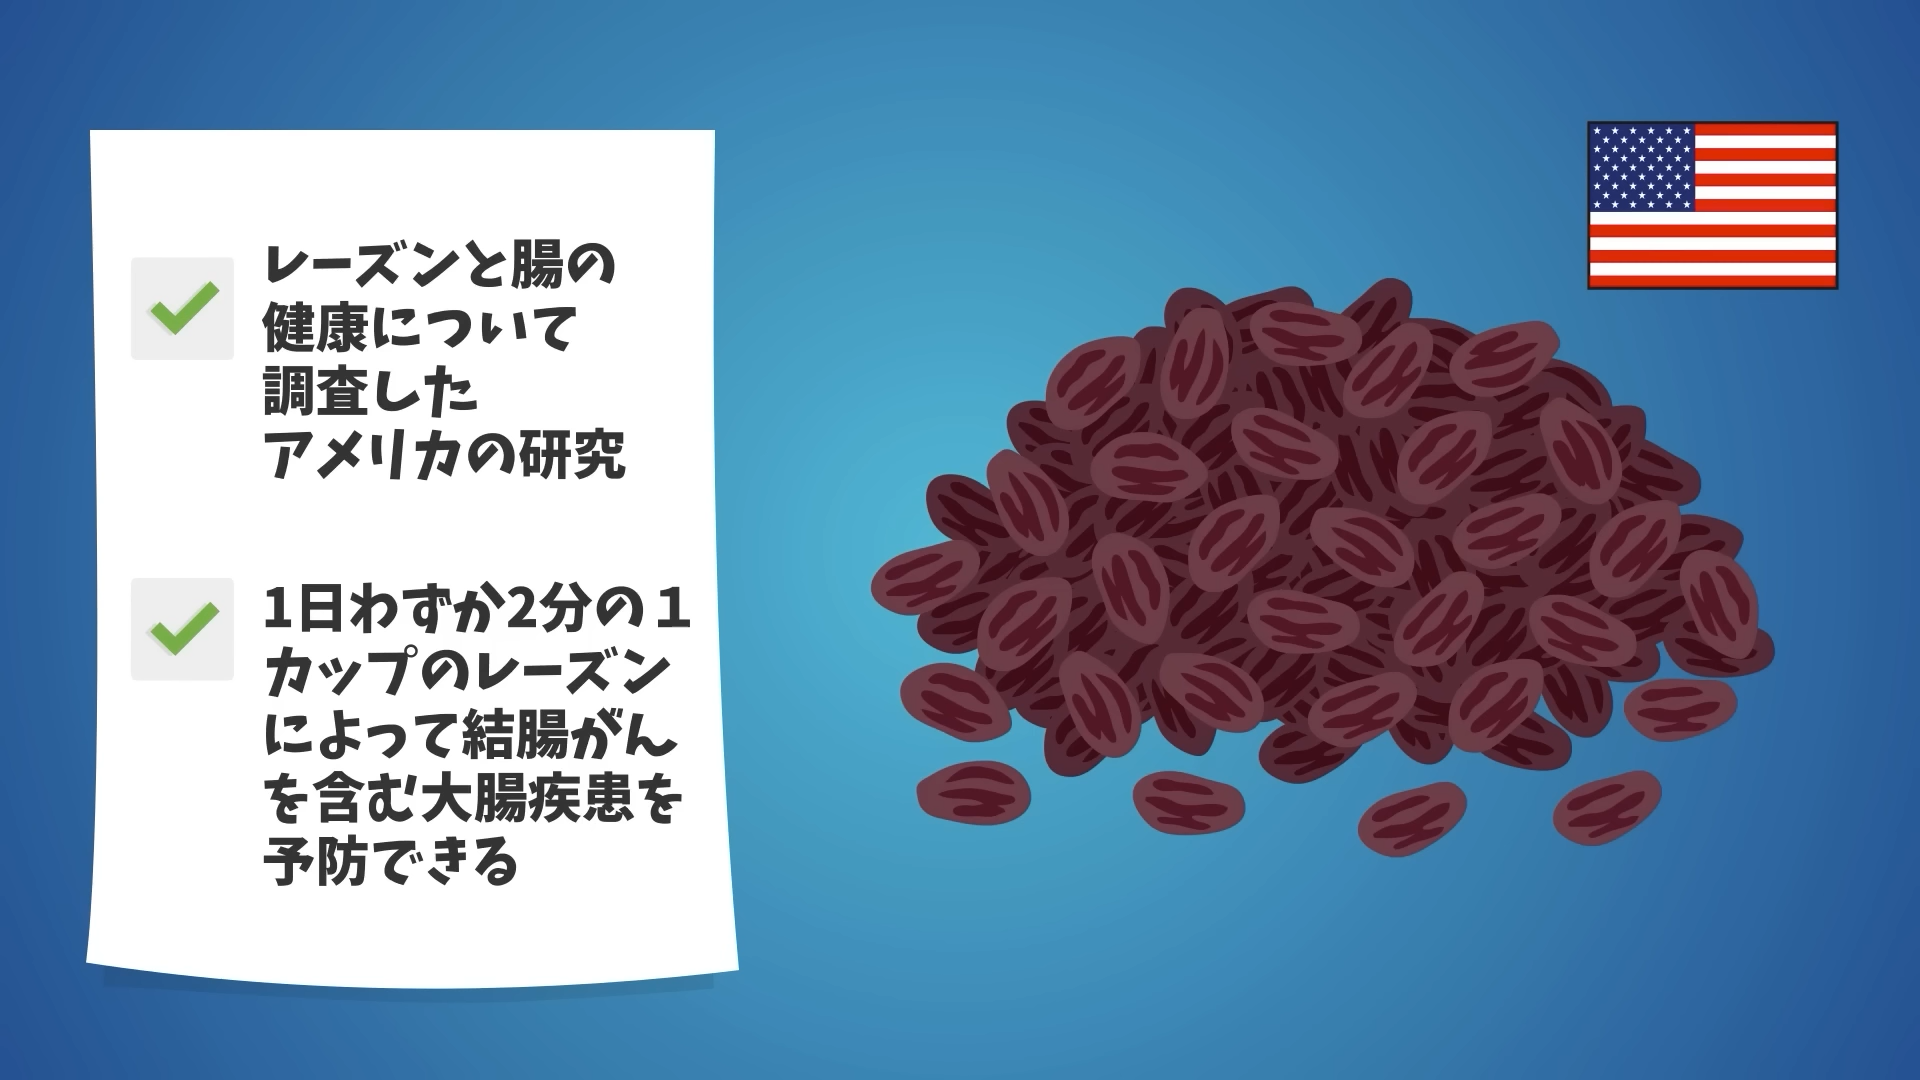 レーズンと腸の
健康について
調査した
アメリカの研究
1日わずか2分の１
カップのレーズン
によって結腸がん
を含む大腸疾患を
予防できる